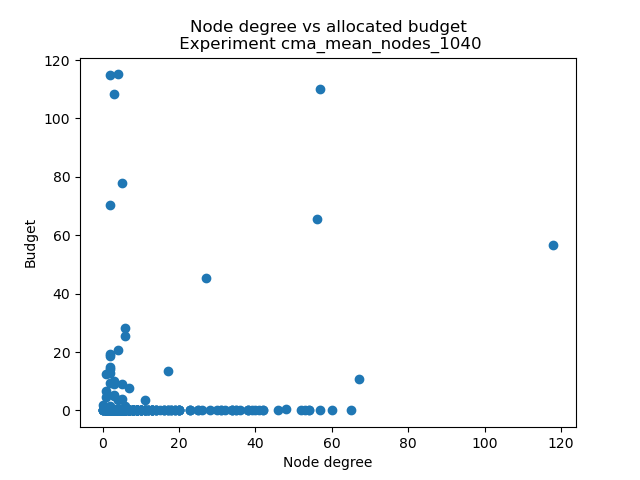 Node degree vs allocated budget
Experiment cma_mean_nodes_1040
120
100
80
60
40
20
0
Budget
0 20 40 60 80 100 120
Node degree